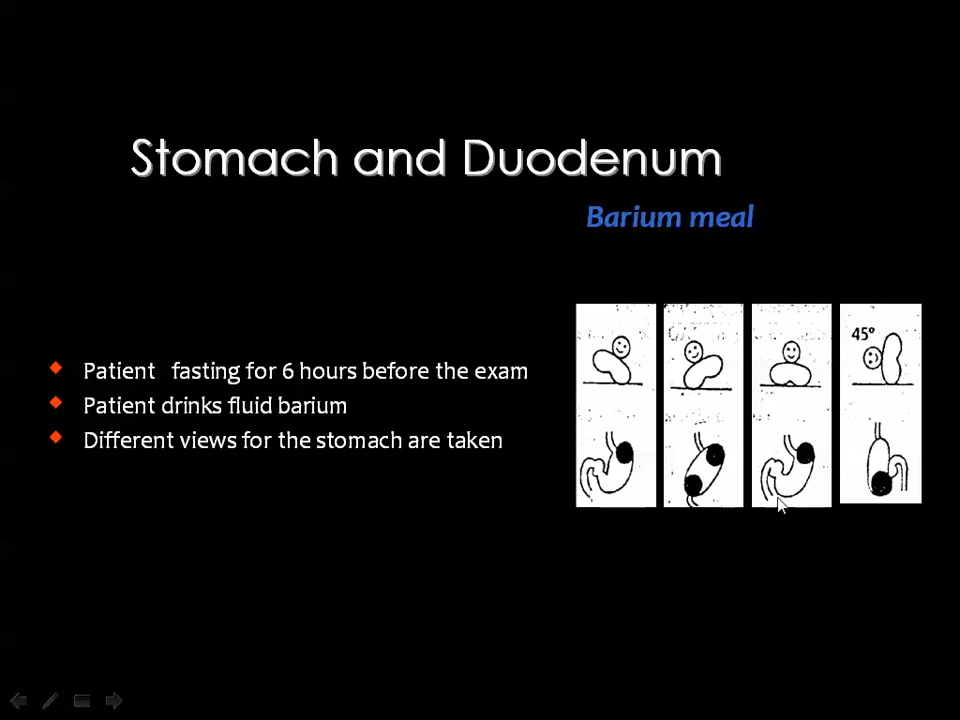 Stomach and Duodenum
Barium meal
Patient fasting for 6 hours before the exam
Patient drinks fluid barium
Different views for the stomach are taken
45º